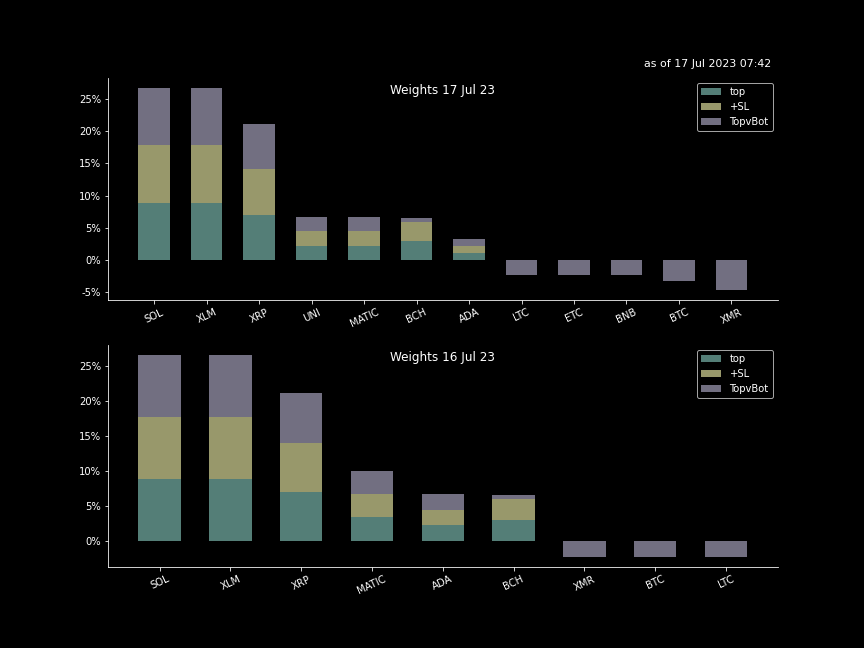 as of 17 Jul 2023 07:42
Weights 17 Jul 23
top
+SL
TopvBot
25%
20%
15%
10%
5%
0%
-5%
SOL XLM XRP UNI MATIC BCH ADA LTC ETC BNB BTC XMR
Weights 16 Jul 23
top
+SL
TopvBot
25%
20%
15%
10%
5%
0%
SOL XLM XRP MATIC ADA BCH XMR BTC LTC